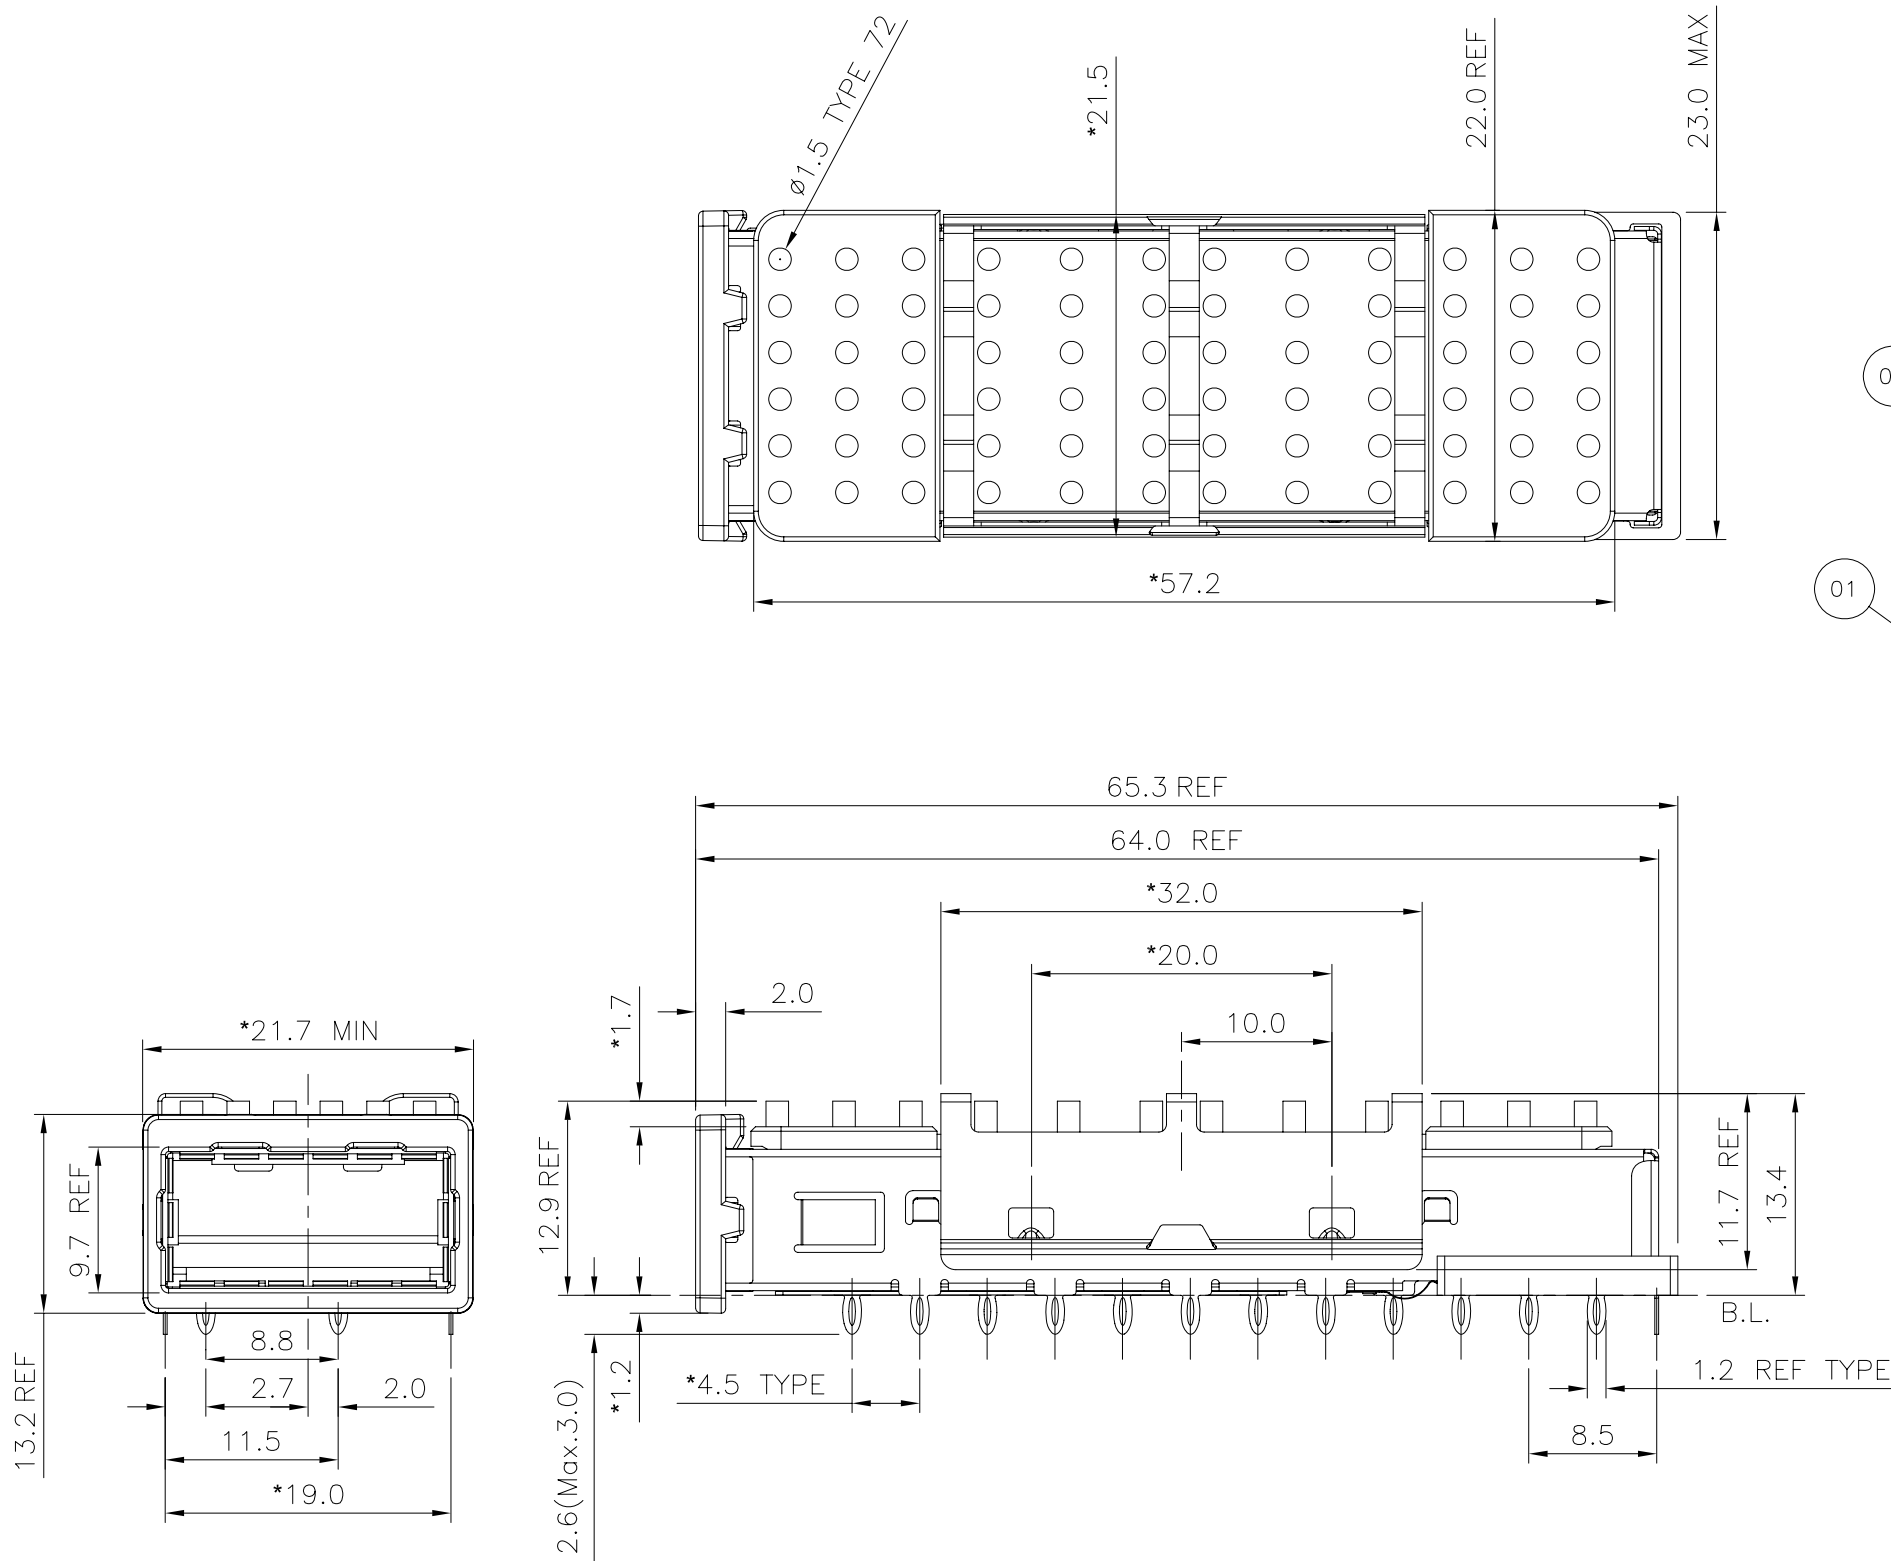 Ø1.5 TYPE 72
*21.5
22.0 REF
23.0 MAX
0
*57.2
01
65.3 REF
64.0 REF
*32.0
*20.0
*1.7
2.0
10.0
*21.7 MIN
12.9 REF
9.7 REF
11.7 REF
13.4
13.2 REF
8.8
2.7
2.0
11.5
*19.0
2.6(Max.3.0)
*1.2
*4.5 TYPE
B.L.
1.2 REF TYPE
8.5